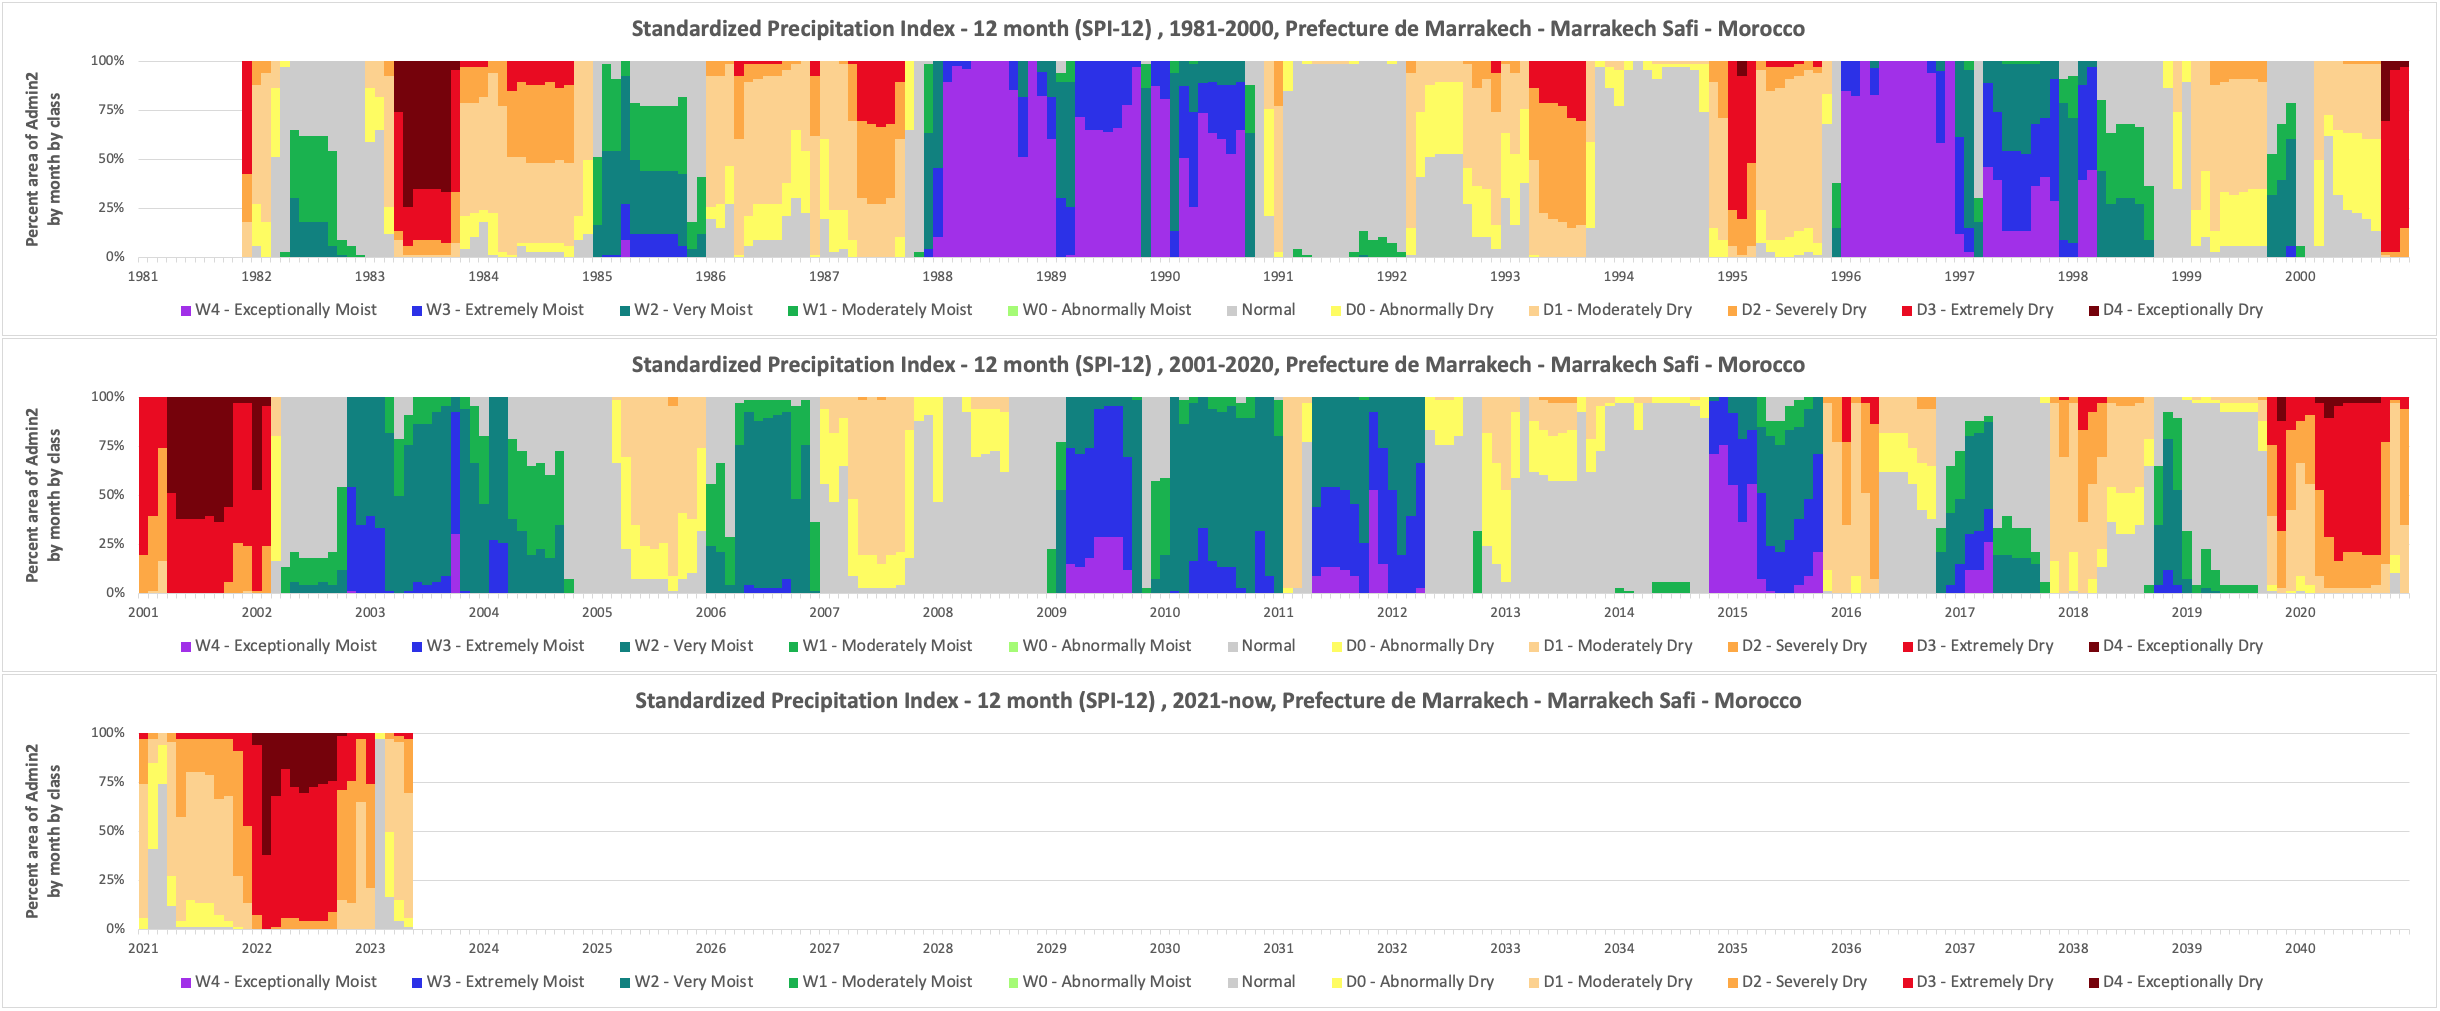 Standardized Precipitation Index - 12 month (SPI-12) , 1981-2000, Prefecture de Marrakech - Marrakech Safi - Morocco
Percent area of Admin2
by month by class
100%
75%
50%
25%
0%
1981 1982 1983 1984 1985 1986 1987 1988 1989 1990 1991 1992 1993 1994 1995 1996 1997 1998 1999 2000
W4 - Exceptionally Moist W3 - Extremely Moist W2 - Very Moist W1 - Moderately Moist W0 - Abnormally Moist Normal D0 - Abnormally Dry D1 - Moderately Dry D2 - Severely Dry D3 - Extremely Dry D4 - Exceptionally Dry
Standardized Precipitation Index - 12 month (SPI-12) , 2001-2020, Prefecture de Marrakech - Marrakech Safi - Morocco
Percent area of Admin2
by month by class
100%
75%
50%
25%
0%
2001 2002 2003 2004 2005 2006 2007 2008 2009 2010 2011 2012 2013 2014 2015 2016 2017 2018 2019 2020
W4 - Exceptionally Moist W3 - Extremely Moist W2 - Very Moist W1 - Moderately Moist W0 - Abnormally Moist Normal D0 - Abnormally Dry D1 - Moderately Dry D2 - Severely Dry D3 - Extremely Dry D4 - Exceptionally Dry
Standardized Precipitation Index - 12 month (SPI-12) , 2021-now, Prefecture de Marrakech - Marrakech Safi - Morocco
Percent area of Admin2
by month by class
100%
75%
50%
25%
0%
2021 2022 2023 2024 2025 2026 2027 2028 2029 2030 2031 2032 2033 2034 2035 2036 2037 2038 2039 2040
W4 - Exceptionally Moist W3 - Extremely Moist W2 - Very Moist W1 - Moderately Moist W0 - Abnormally Moist Normal D0 - Abnormally Dry D1 - Moderately Dry D2 - Severely Dry D3 - Extremely Dry D4 - Exceptionally Dry